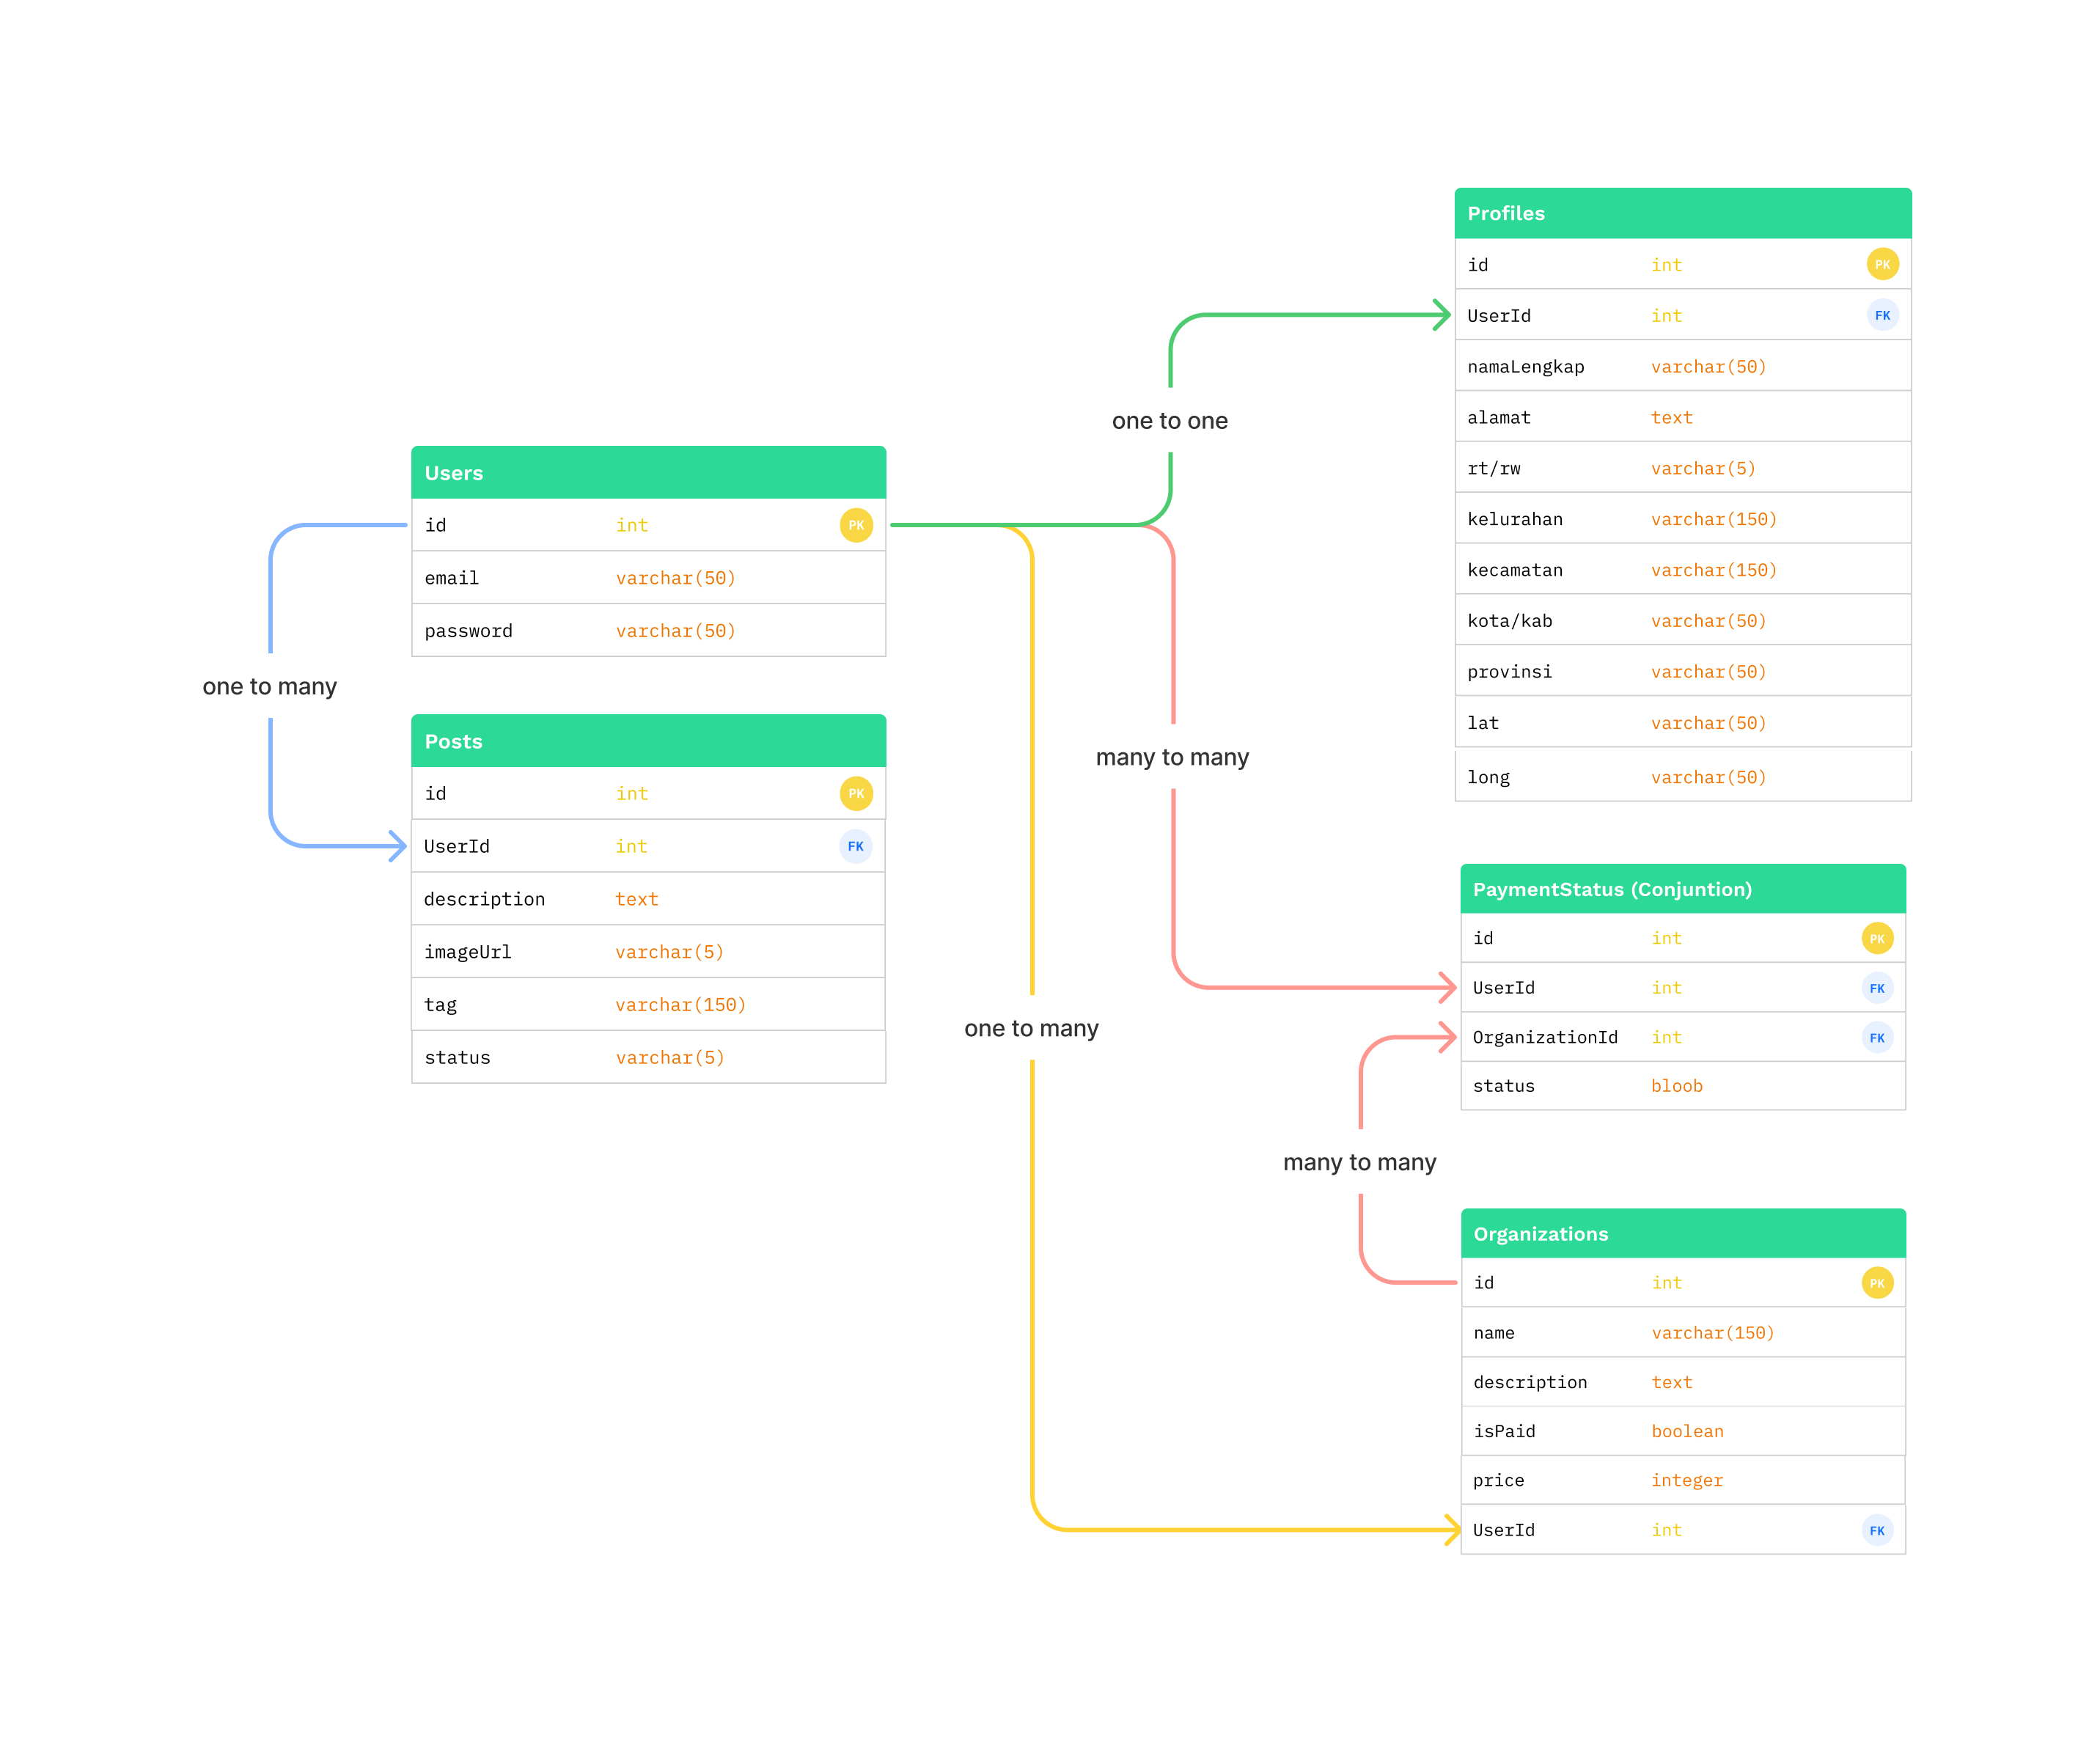 Users
id int PK
email varchar(50)
password varchar(50)
one to many
Posts
id int PK
UserId int FK
description text
imageUrl varchar(5)
tag varchar(150)
status varchar(5)
one to one
many to many
one to many
many to many
Profiles
id int PK
UserId int FK
namaLengkap varchar(50)
alamat text
rt/rw varchar(5)
kelurahan varchar(150)
kecamatan varchar(150)
kota/kab varchar(50)
provinsi varchar(50)
lat varchar(50)
long varchar(50)
PaymentStatus (Conjuntion)
id int PK
UserId int FK
OrganizationId int FK
status bloob
Organizations
id int PK
name varchar(150)
description text
isPaid boolean
price integer
UserId int FK